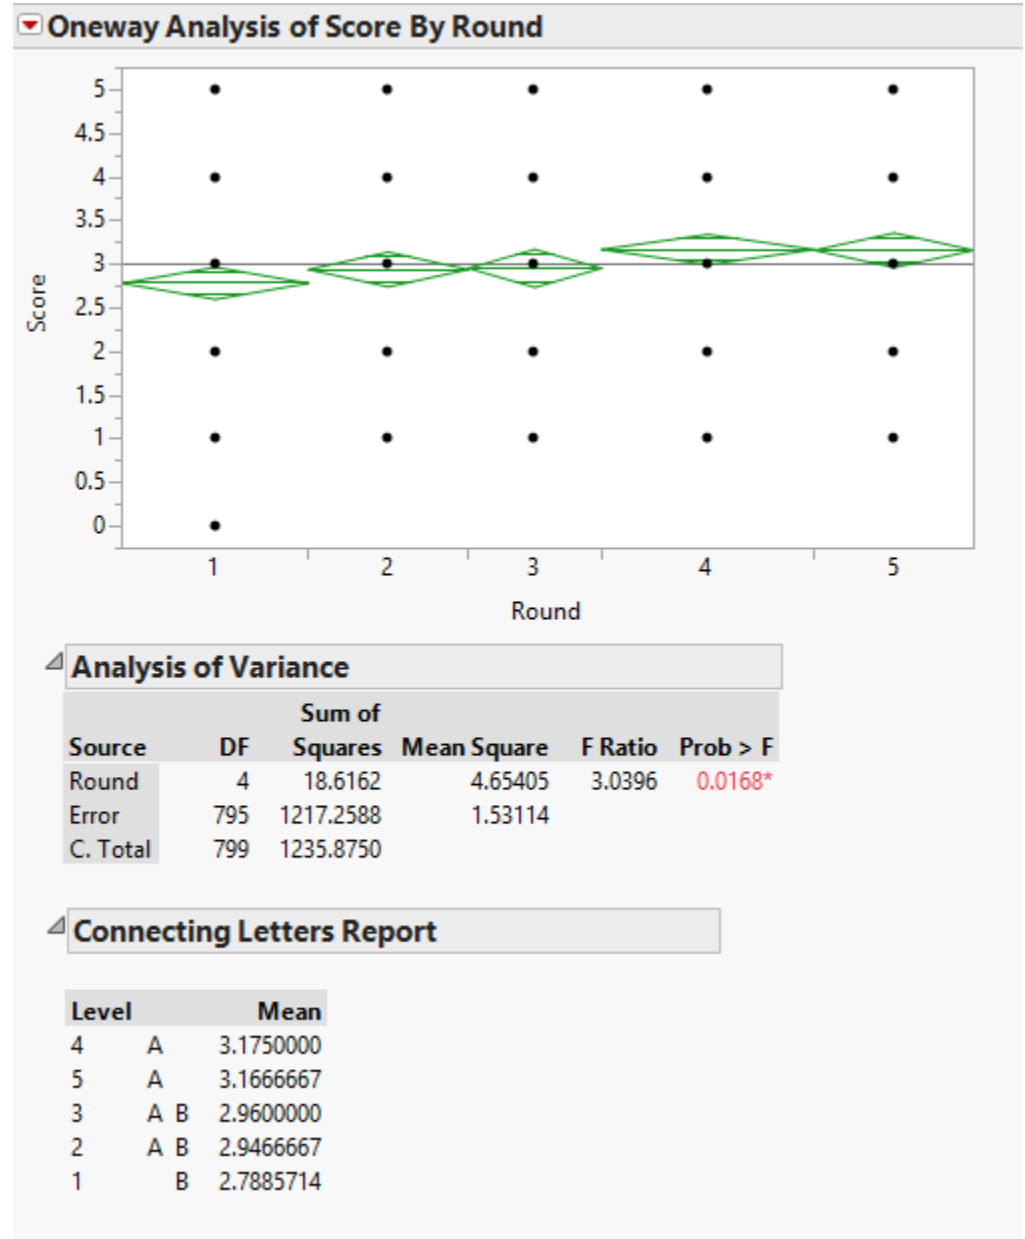 Oneway Analysis of Score By Round
5
4.5
4
3.5
3
2.5
2
1.5
1
0.5
0
Score
1 2 3 4 5
Round
Analysis of Variance
Sum of
Source DF Squares Mean Square F Ratio Prob > F
Round 4 18.6162 4.65405 3.0396 0.0168*
Error 795 1217.2588 1.53114
C. Total 799 1235.8750
Connecting Letters Report
Level Mean
4 A 3.1750000
5 A 3.1666667
3 A B 2.9600000
2 A B 2.9466667
1 B 2.7885714